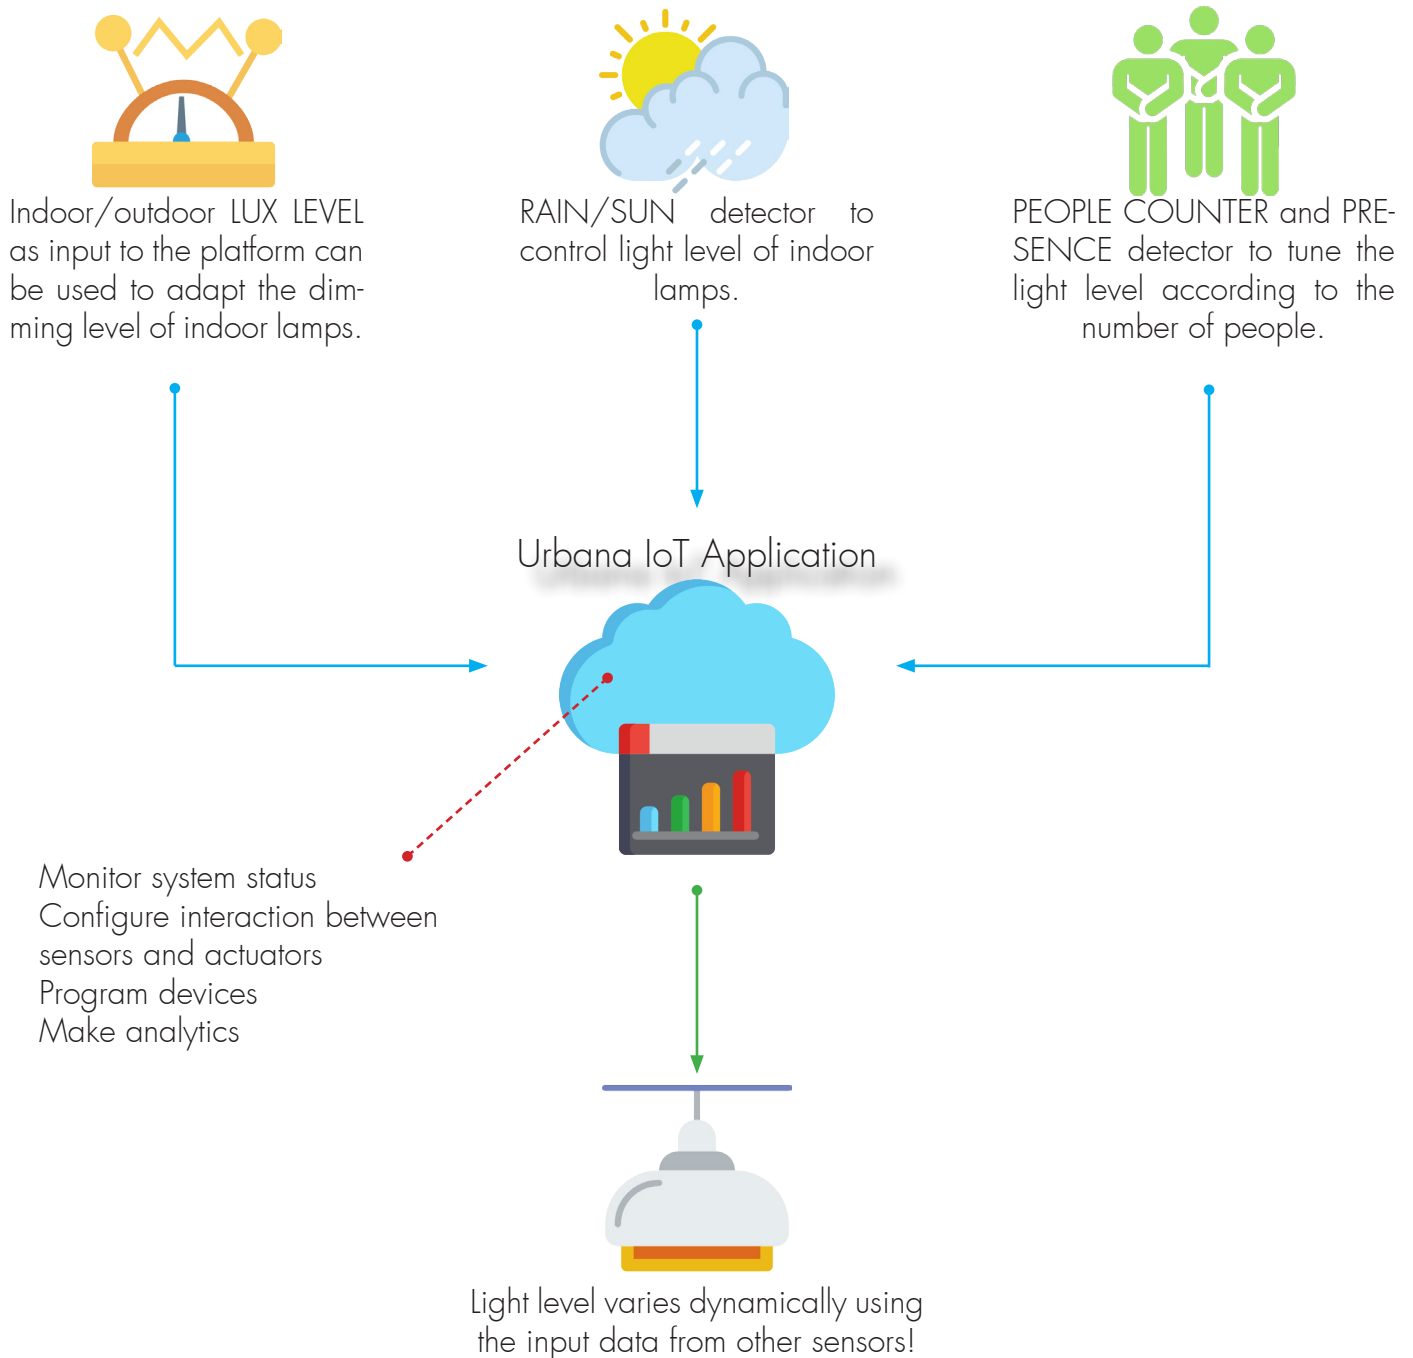 Indoor/outdoor LUX LEVEL
as input to the platform can
be used to adapt the dim-
ming level of indoor lamps.
RAIN/SUN detector to
control light level of indoor
lamps.
PEOPLE COUNTER and PRE-
SENCE detector to tune the
light level according to the
number of people.
Urbana IoT Application
Monitor system status
Configure interaction between
sensors and actuators
Program devices
Make analytics
Light level varies dynamically using
the input data from other sensors!